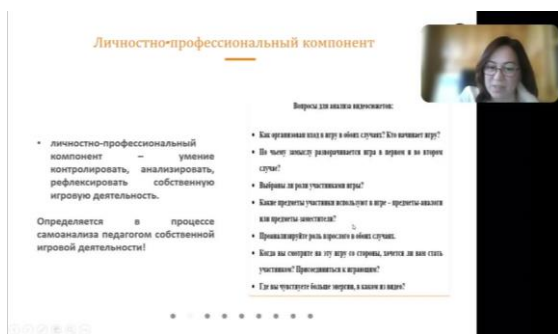 Личностно-профессиональный компонент
• личностно-профессиональный
компонент – умение
контролировать, анализировать,
рефлексировать собственную
игровую деятельность.
Определяется в процессе
самоанализа педагогом собственной
игровой деятельности!
Вопросы для анализа видеосюжетов:
• Как организован вход в игру в обоих случаях? Кто начинает игру?
• По чьему замыслу разворачивается игра в первом и во втором
случае?
• Выбраны ли роли участниками игры?
• Какие предметы участники используют в игре – предметы-аналоги
или предметы заместители?
• Проанализируйте роль взрослого в обоих случаях.
• Когда вы смотрите на эту игру со стороны, хочется ли вам стать
участником? Присоединиться к играющим?
• Где вы чувствуете больше энергии, в каком из видео?